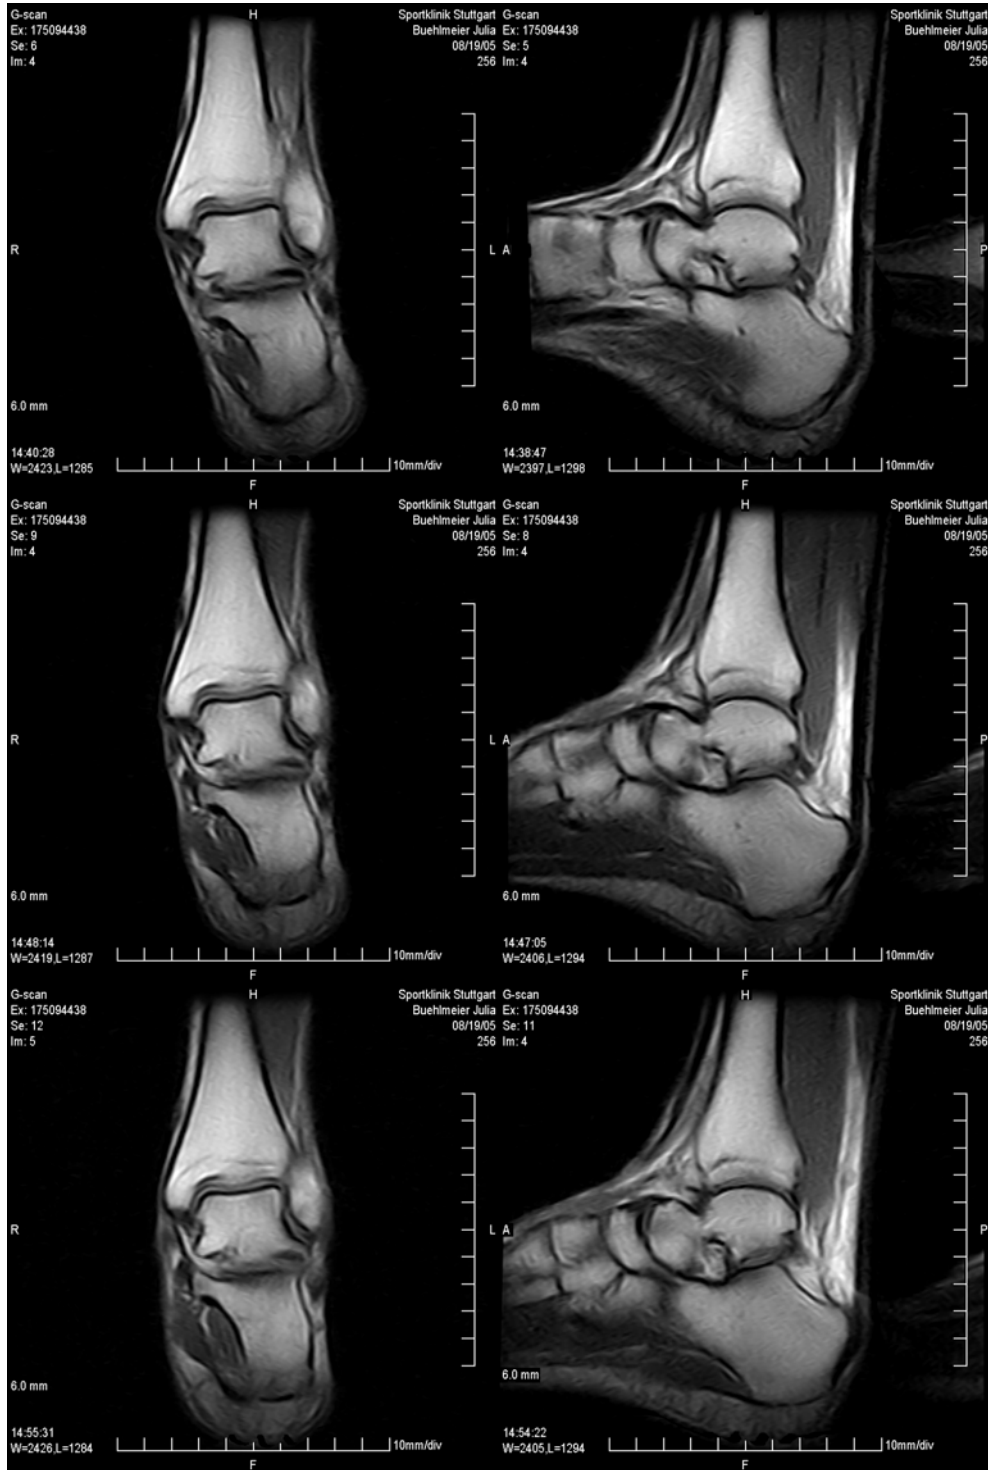 G-scan
Ex: 175094438
Se: 6
Im: 4
H
Sportklinik Stuttgart
Buehlmeier Julia
08/19/05
256
R
L
6.0 mm
14:40:28
W=2423,L=1285
10mm/div
F
G-scan
Ex: 175094438
Se: 5
Im: 4
H
Sportklinik Stuttgart
Buehlmeier Julia
08/19/05
256
A
P
6.0 mm
14:38:47
W=2397,L=1298
10mm/div
F
G-scan
Ex: 175094438
Se: 9
Im: 4
H
Sportklinik Stuttgart
Buehlmeier Julia
08/19/05
256
R
L
6.0 mm
14:48:14
W=2419,L=1287
10mm/div
F
G-scan
Ex: 175094438
Se: 8
Im: 4
H
Sportklinik Stuttgart
Buehlmeier Julia
08/19/05
256
A
P
6.0 mm
14:47:05
W=2406,L=1294
10mm/div
F
G-scan
Ex: 175094438
Se: 12
Im: 5
H
Sportklinik Stuttgart
Buehlmeier Julia
08/19/05
256
R
L
6.0 mm
14:55:31
W=2426,L=1284
10mm/div
F
G-scan
Ex: 175094438
Se: 11
Im: 4
H
Sportklinik Stuttgart
Buehlmeier Julia
08/19/05
256
A
P
6.0 mm
14:54:22
W=2405,L=1294
10mm/div
F